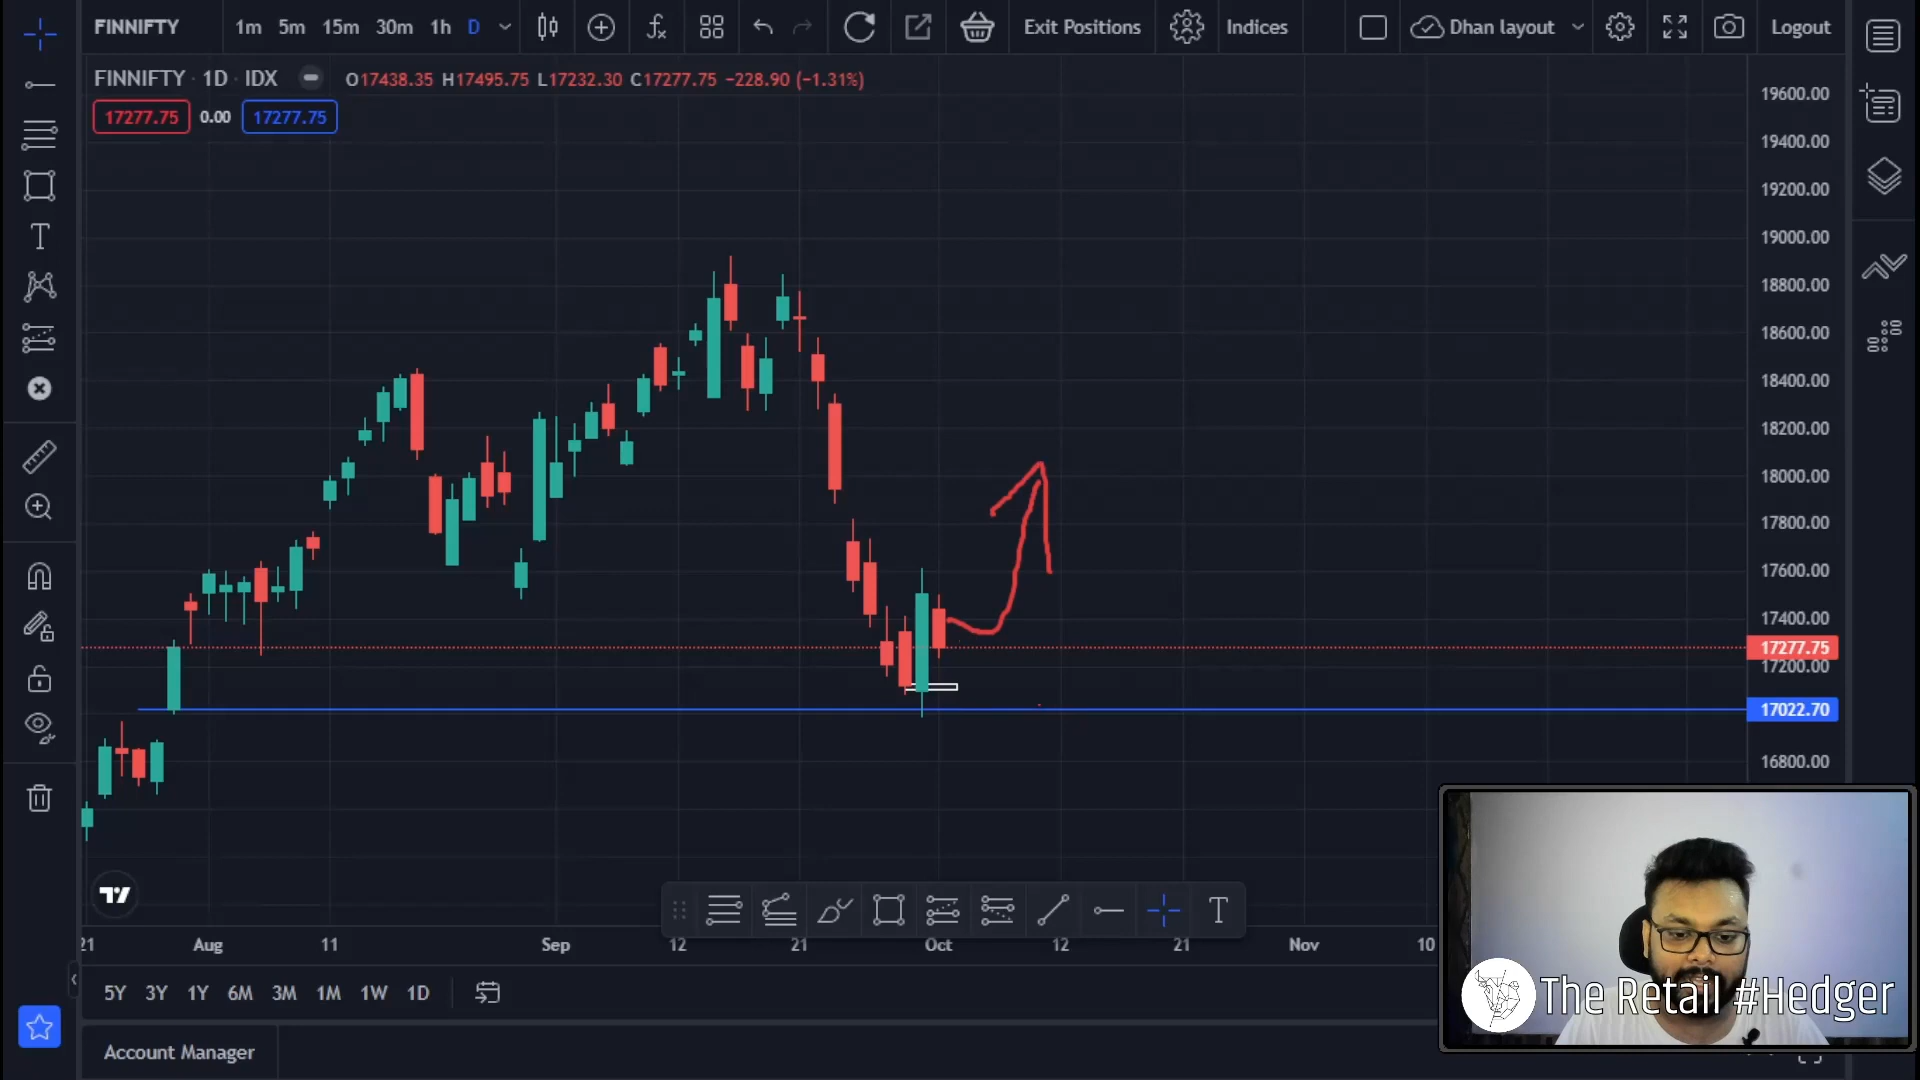 FINNIFTY 1m 5m 15m 30m 1h D Exit Positions Indices Dhan layout Logout
FINNIFTY · 1D · IDX O17438.35 H17495.75 L17232.30 C17277.75 −228.90 (−1.31%)
17277.75 0.00 17277.75
19600.00
19400.00
19200.00
19000.00
18800.00
18600.00
18400.00
18200.00
18000.00
17800.00
17600.00
17400.00
17277.75
17200.00
17022.70
16800.00
T
T
21 Aug 11 Sep 12 21 Oct 12 21 Nov 10
5Y 3Y 1Y 6M 3M 1M 1W 1D
The Retail #Hedger
Account Manager